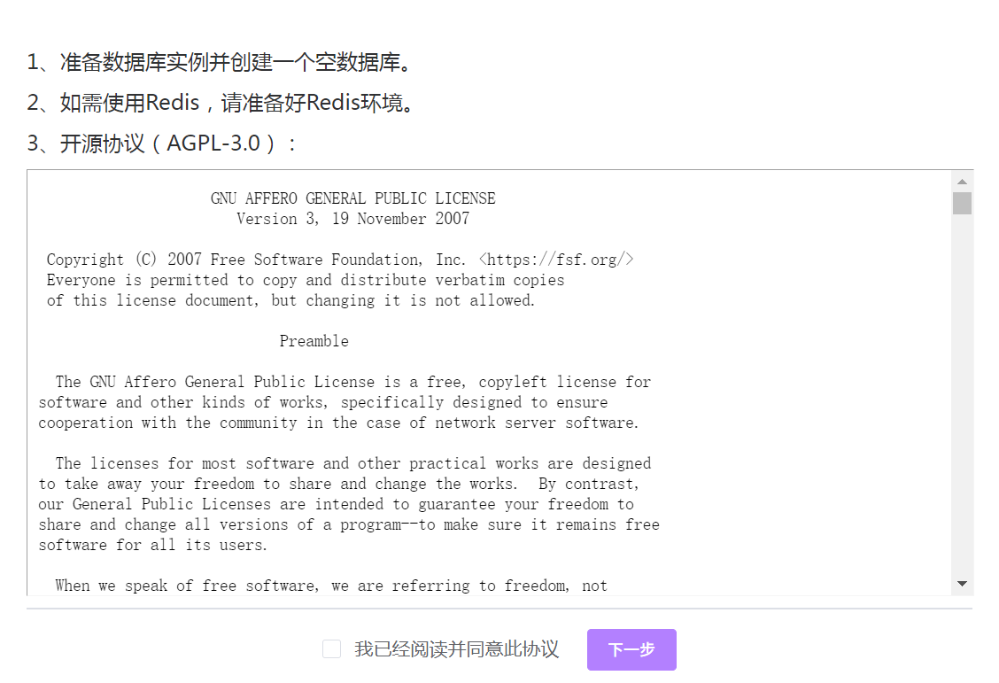 1、准备数据库实例并创建一个空数据库。
2、如需使用Redis，请准备好Redis环境。
3、开源协议（AGPL-3.0）：
GNU AFFERO GENERAL PUBLIC LICENSE
Version 3, 19 November 2007
Copyright (C) 2007 Free Software Foundation, Inc. <https://fsf.org/>
Everyone is permitted to copy and distribute verbatim copies
of this license document, but changing it is not allowed.
Preamble
The GNU Affero General Public License is a free, copyleft license for
software and other kinds of works, specifically designed to ensure
cooperation with the community in the case of network server software.
The licenses for most software and other practical works are designed
to take away your freedom to share and change the works.  By contrast,
our General Public Licenses are intended to guarantee your freedom to
share and change all versions of a program--to make sure it remains free
software for all its users.
When we speak of free software, we are referring to freedom, not
我已经阅读并同意此协议 下一步